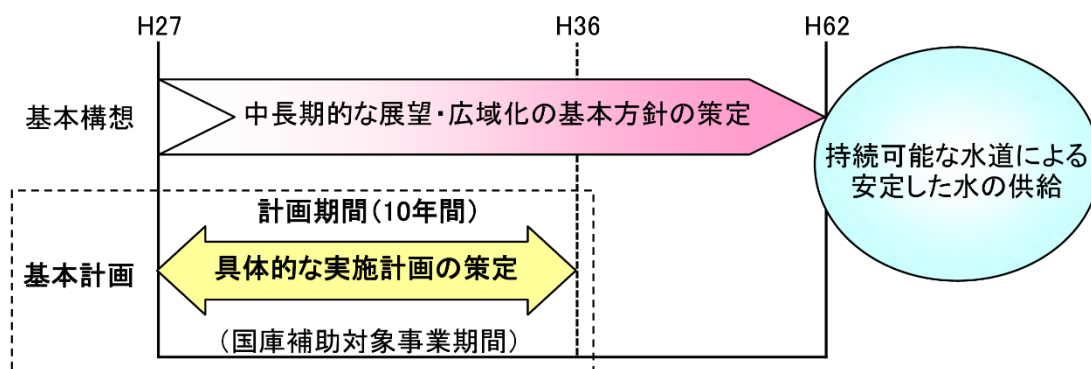 H27
H36
H62
基本構想
中長期的な展望・広域化の基本方針の策定
持続可能な水道による
安定した水の供給
計画期間(10年間)
基本計画
具体的な実施計画の策定
(国庫補助対象事業期間)